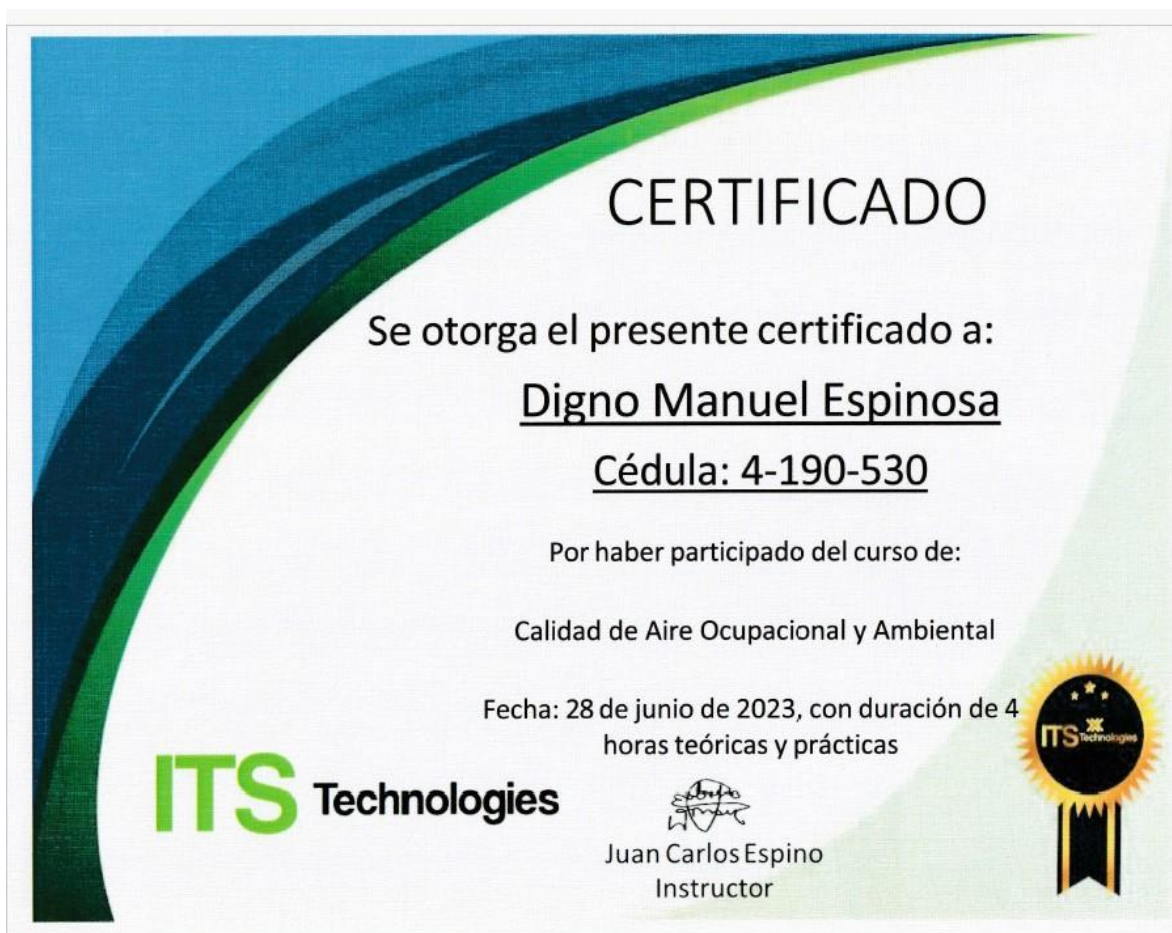 CERTIFICADO
Se otorga el presente certificado a:
Digno Manuel Espinosa
Cédula: 4-190-530
Por haber participado del curso de:
Calidad de Aire Ocupacional y Ambiental
Fecha: 28 de junio de 2023, con duración de 4
horas teóricas y prácticas
ITS Technologies
ITS Technologies
Juan Carlos Espino
Instructor